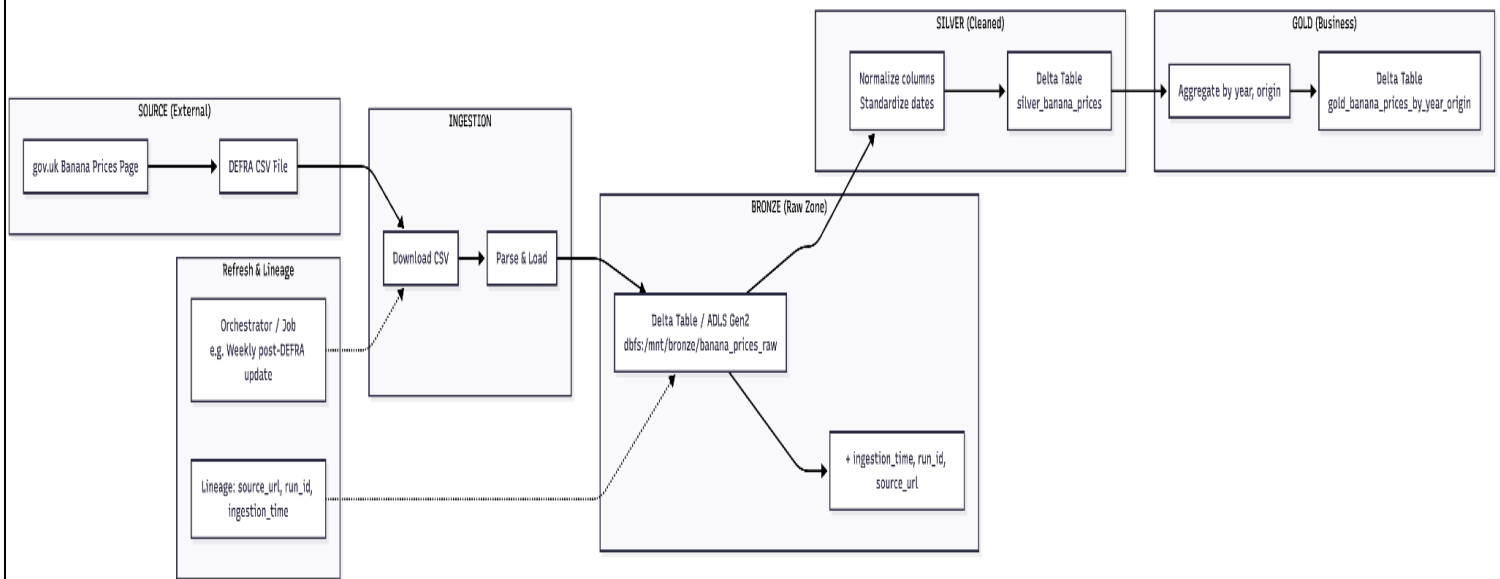 SOURCE (External)
gov.uk Banana Prices Page
DEFRA CSV File
Refresh & Lineage
Orchestrator / Job
e.g. Weekly post-DEFRA
update
Lineage: source_url, run_id,
ingestion_time
INGESTION
Download CSV
Parse & Load
BRONZE (Raw Zone)
Delta Table / ADLS Gen2
dbfs:/mnt/bronze/banana_prices_raw
+ ingestion_time, run_id,
source_url
SILVER (Cleaned)
Normalize columns
Standardize dates
Delta Table
silver_banana_prices
GOLD (Business)
Aggregate by year, origin
Delta Table
gold_banana_prices_by_year_origin